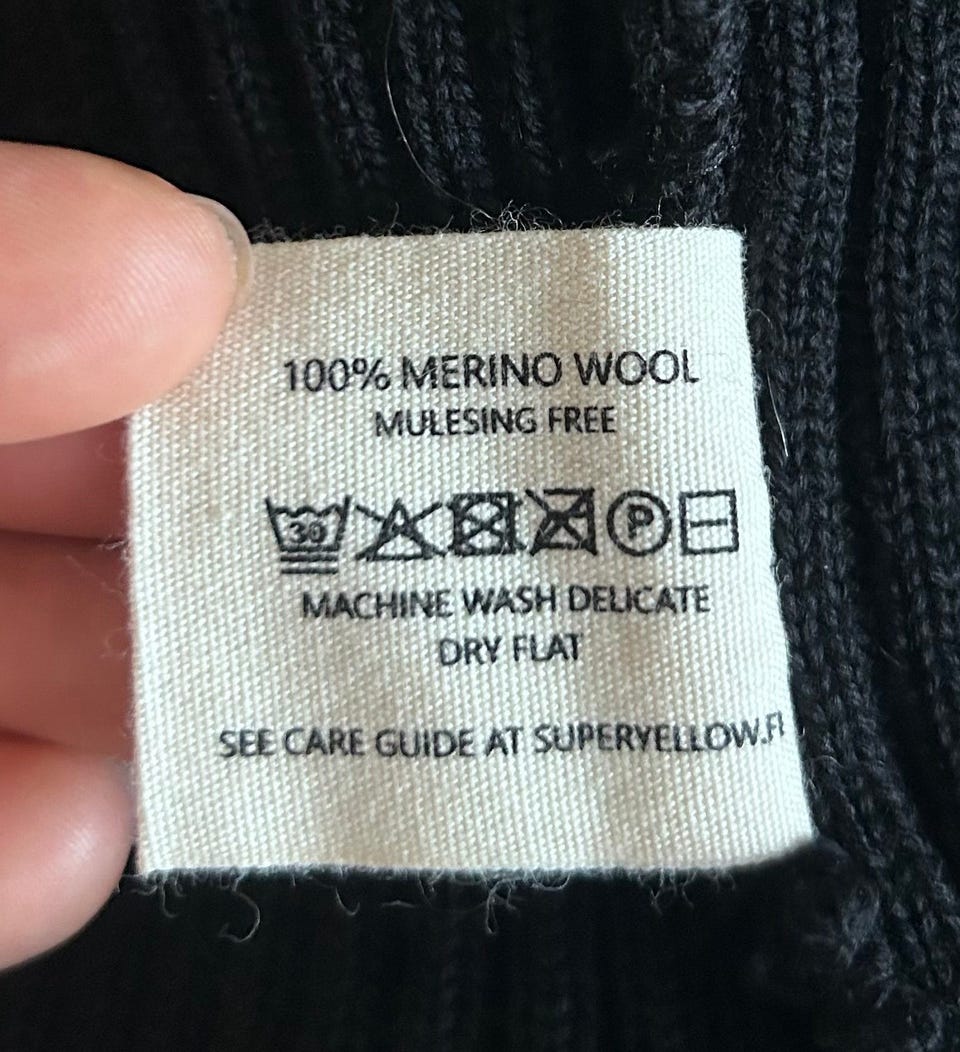 100% MERINO WOOL
MULESING FREE
30 P
MACHINE WASH DELICATE
DRY FLAT
SEE CARE GUIDE AT SUPERYELLOW.FI